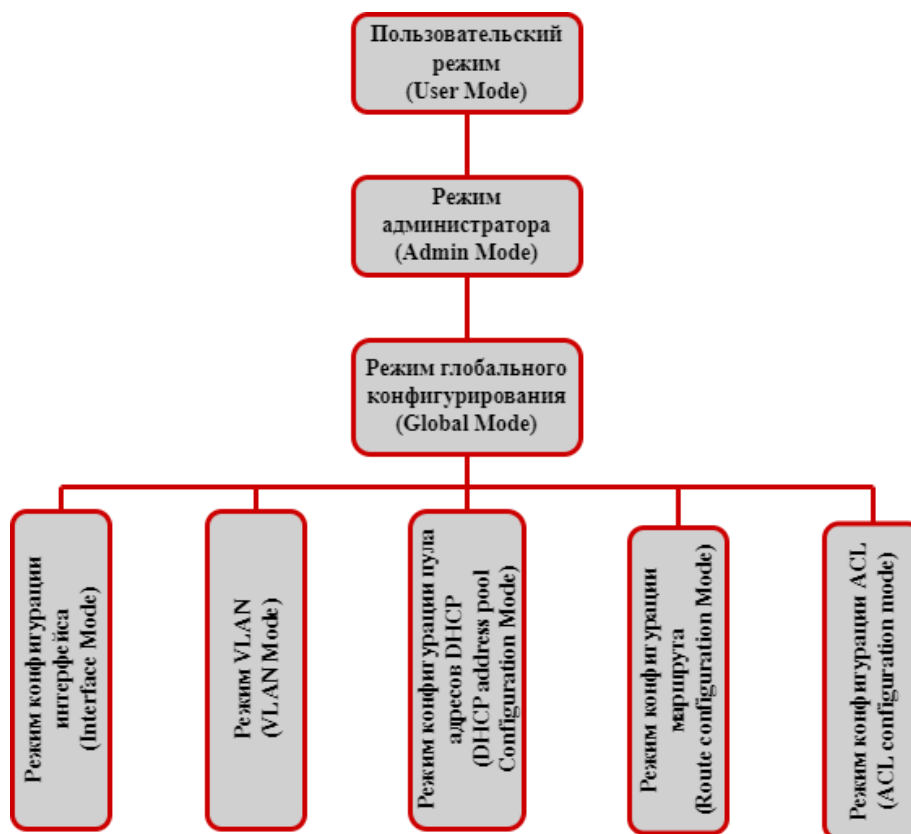 Пользовательский
режим
(User Mode)
Режим
администратора
(Admin Mode)
Режим глобального
конфигурирования
(Global Mode)
Режим конфигурации
интерфейса
(Interface Mode)
Режим VLAN
(VLAN Mode)
Режим конфигурации пула
адресов DHCP
(DHCP address pool
Configuration Mode)
Режим конфигурации
маршрута
(Route configuration Mode)
Режим конфигурации ACL
(ACL configuration mode)